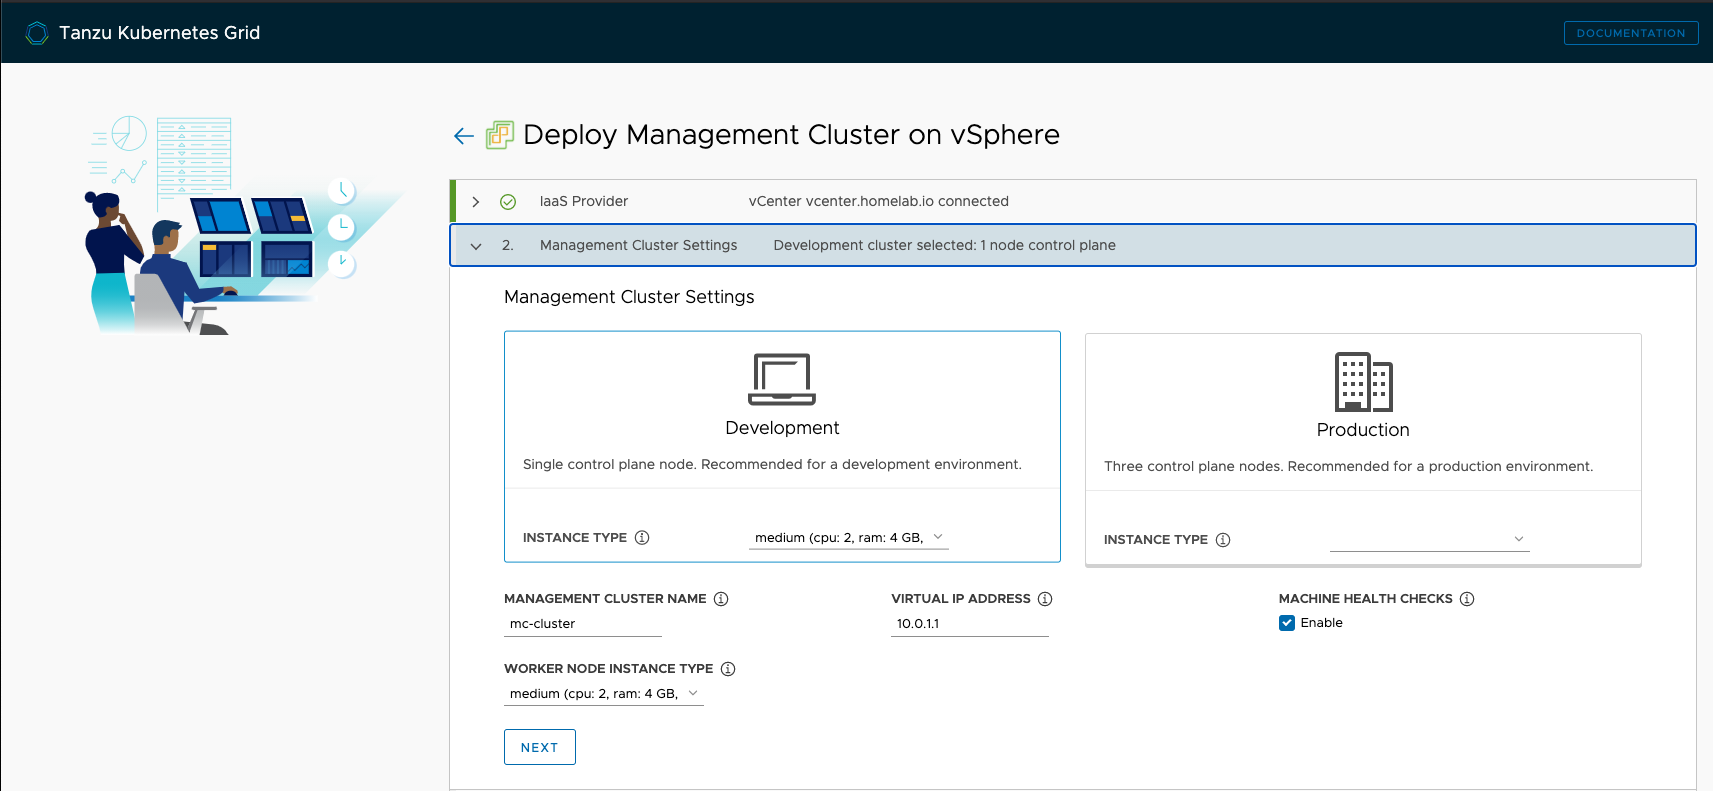 Tanzu Kubernetes Grid
DOCUMENTATION
Deploy Management Cluster on vSphere
IaaS Provider vCenter vcenter.homelab.io connected
2. Management Cluster Settings Development cluster selected: 1 node control plane
Management Cluster Settings
Development
Single control plane node. Recommended for a development environment.
INSTANCE TYPE medium (cpu: 2, ram: 4 GB,
Production
Three control plane nodes. Recommended for a production environment.
INSTANCE TYPE
MANAGEMENT CLUSTER NAME
mc-cluster
VIRTUAL IP ADDRESS
10.0.1.1
MACHINE HEALTH CHECKS
Enable
WORKER NODE INSTANCE TYPE
medium (cpu: 2, ram: 4 GB,
NEXT